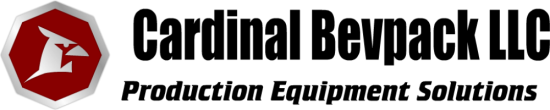 Cardinal Bevpack LLC
Production Equipment Solutions